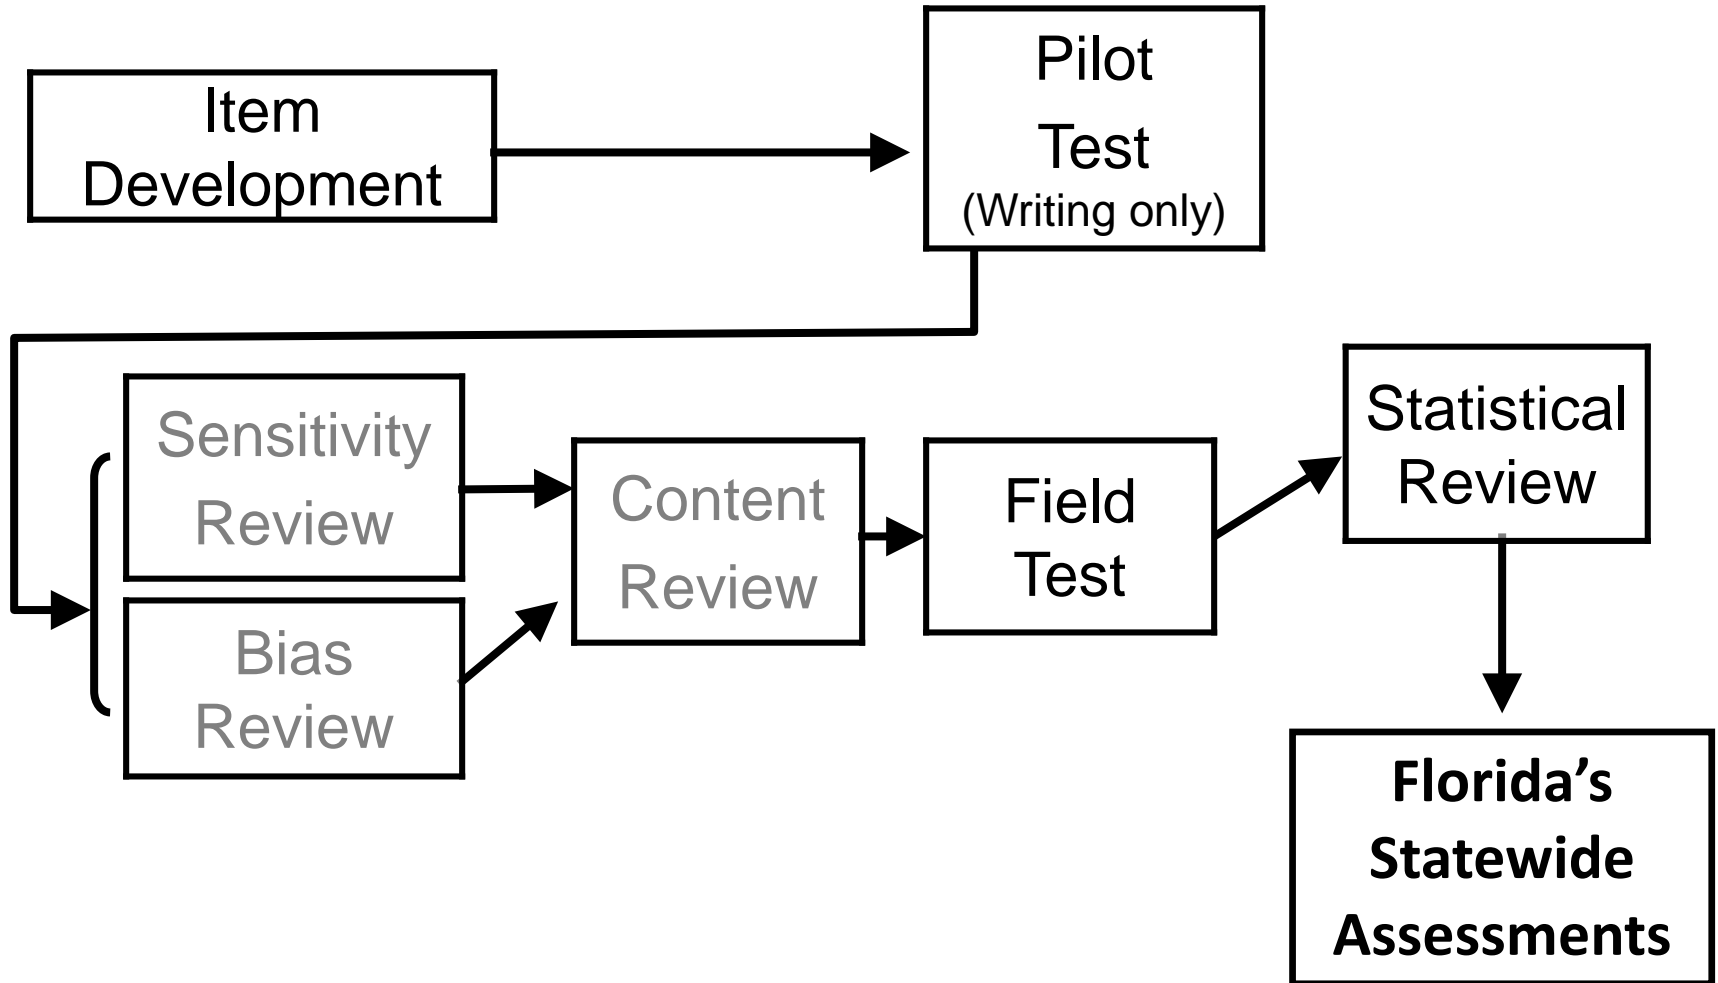 Item
Development
Pilot
Test
(Writing only)
Sensitivity
Review
Bias
Review
Content
Review
Field
Test
Statistical
Review
Florida’s
Statewide
Assessments